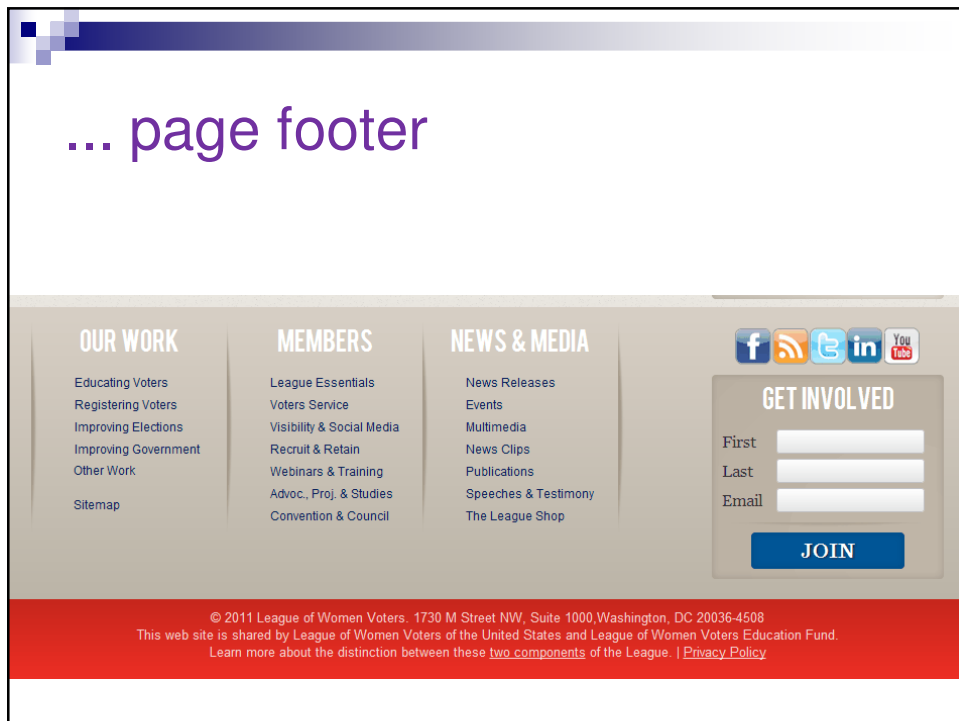 ... page footer
OUR WORK
Educating Voters
Registering Voters
Improving Elections
Improving Government
Other Work
Sitemap
MEMBERS
League Essentials
Voters Service
Visibility & Social Media
Recruit & Retain
Webinars & Training
Advoc., Proj. & Studies
Convention & Council
NEWS & MEDIA
News Releases
Events
Multimedia
News Clips
Publications
Speeches & Testimony
The League Shop
f in You Tube
GET INVOLVED
First
Last
Email
JOIN
© 2011 League of Women Voters. 1730 M Street NW, Suite 1000,Washington, DC 20036-4508
This web site is shared by League of Women Voters of the United States and League of Women Voters Education Fund.
Learn more about the distinction between these two components of the League. | Privacy Policy